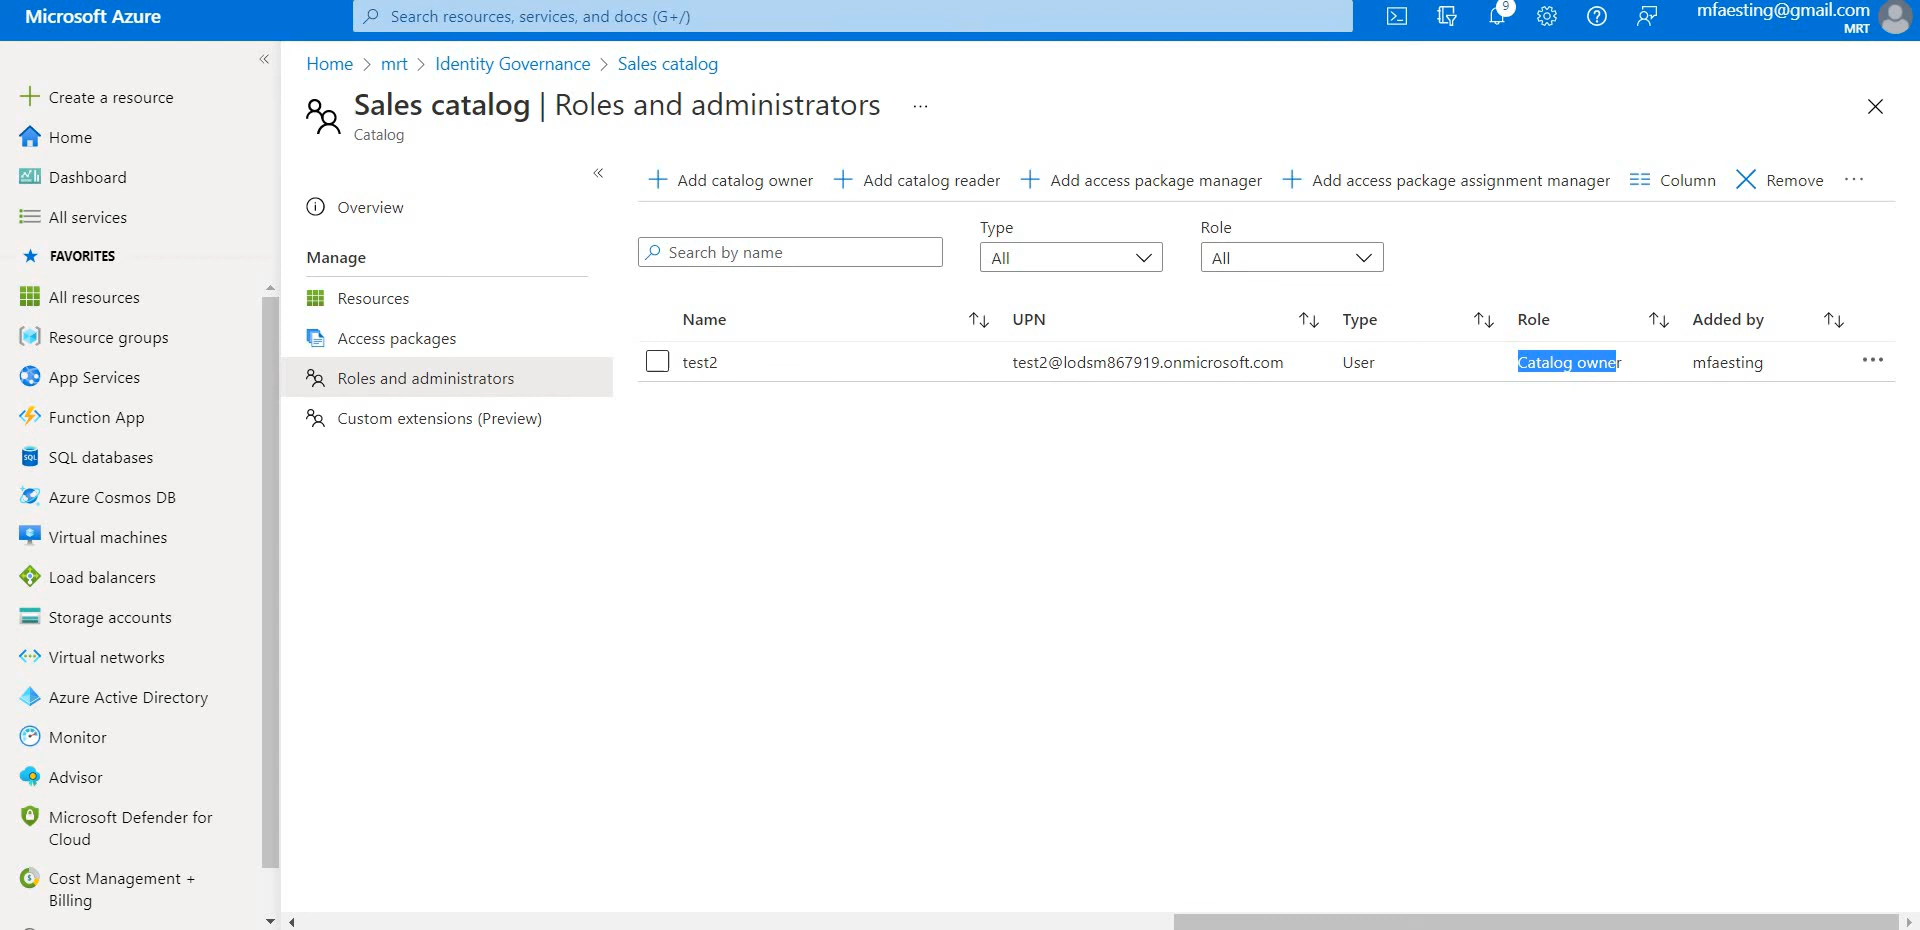 Microsoft Azure
Search resources, services, and docs (G+/)
9
mfaesting@gmail.com
MRT
Create a resource
Home
Dashboard
All services
FAVORITES
All resources
Resource groups
App Services
Function App
SQL databases
Azure Cosmos DB
Virtual machines
Load balancers
Storage accounts
Virtual networks
Azure Active Directory
Monitor
Advisor
Microsoft Defender for
Cloud
Cost Management +
Billing
Home > mrt > Identity Governance > Sales catalog
Sales catalog | Roles and administrators ...
Catalog
Overview
Manage
Resources
Access packages
Roles and administrators
Custom extensions (Preview)
Add catalog owner Add catalog reader Add access package manager Add access package assignment manager Column Remove ...
Type Role
Search by name All All
Name UPN Type Role Added by
test2 test2@lodsm867919.onmicrosoft.com User Catalog owner mfaesting ...